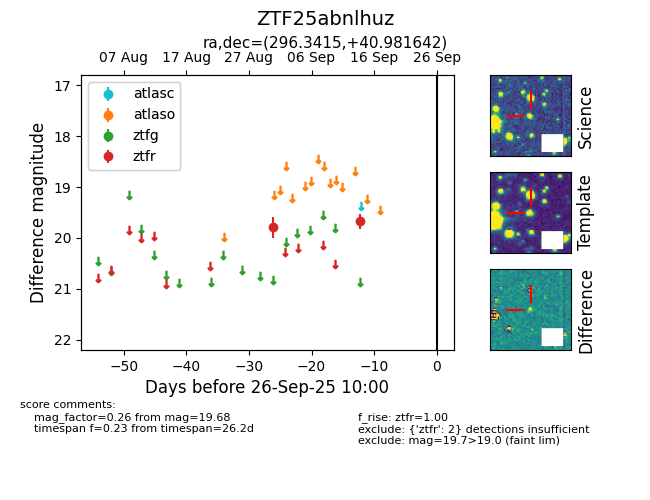 ZTF25abnlhuz
ra,dec=(296.3415,+40.981642)
07 Aug 17 Aug 27 Aug 06 Sep 16 Sep 26 Sep
atlasc
atlaso
ztfg
ztfr
17
18
19
20
21
22
Difference magnitude
−50 −40 −30 −20 −10 0
Days before 26-Sep-25 10:00
Science
Template
Difference
score comments:
mag_factor=0.26 from mag=19.68
timespan f=0.23 from timespan=26.2d
f_rise: ztfr=1.00
exclude: {'ztfr': 2} detections insufficient
exclude: mag=19.7>19.0 (faint lim)